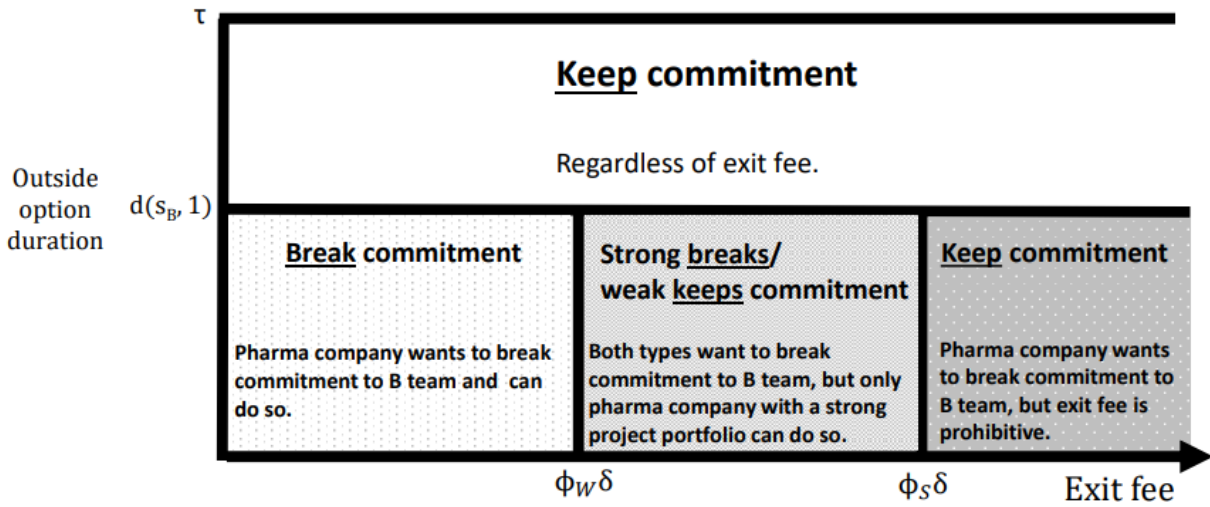 τ
Keep commitment
Regardless of exit fee.
Outside
option
duration
d(s_B, 1)
Break commitment
Pharma company wants to break
commitment to B team and can
do so.
Strong breaks/
weak keeps commitment
Both types want to break
commitment to B team, but only
pharma company with a strong
project portfolio can do so.
Keep commitment
Pharma company wants
to break commitment to
B team, but exit fee is
prohibitive.
ϕ_Wδ
ϕ_Sδ
Exit fee